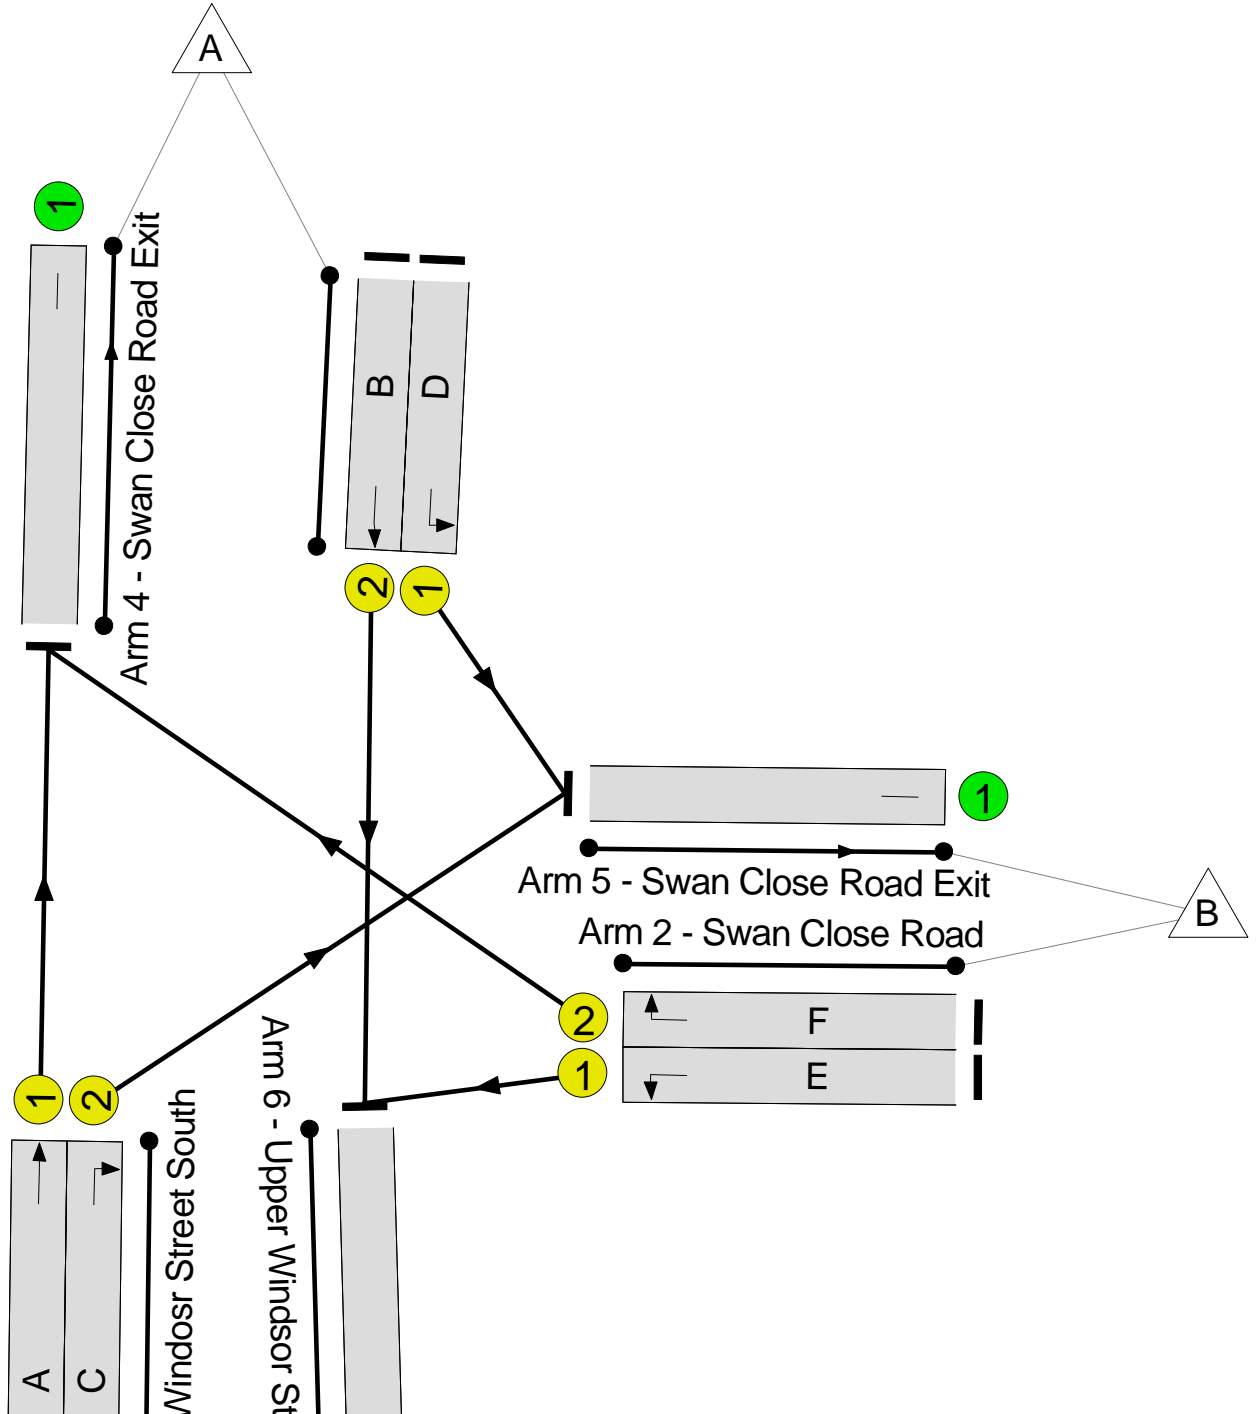 A
1
Arm 4 - Swan Close Road Exit
B
D
2
1
1
Arm 5 - Swan Close Road Exit
Arm 2 - Swan Close Road
B
2
F
1
E
1
2
Windosr Street South
Arm 6 - Upper Windsor St
A
C